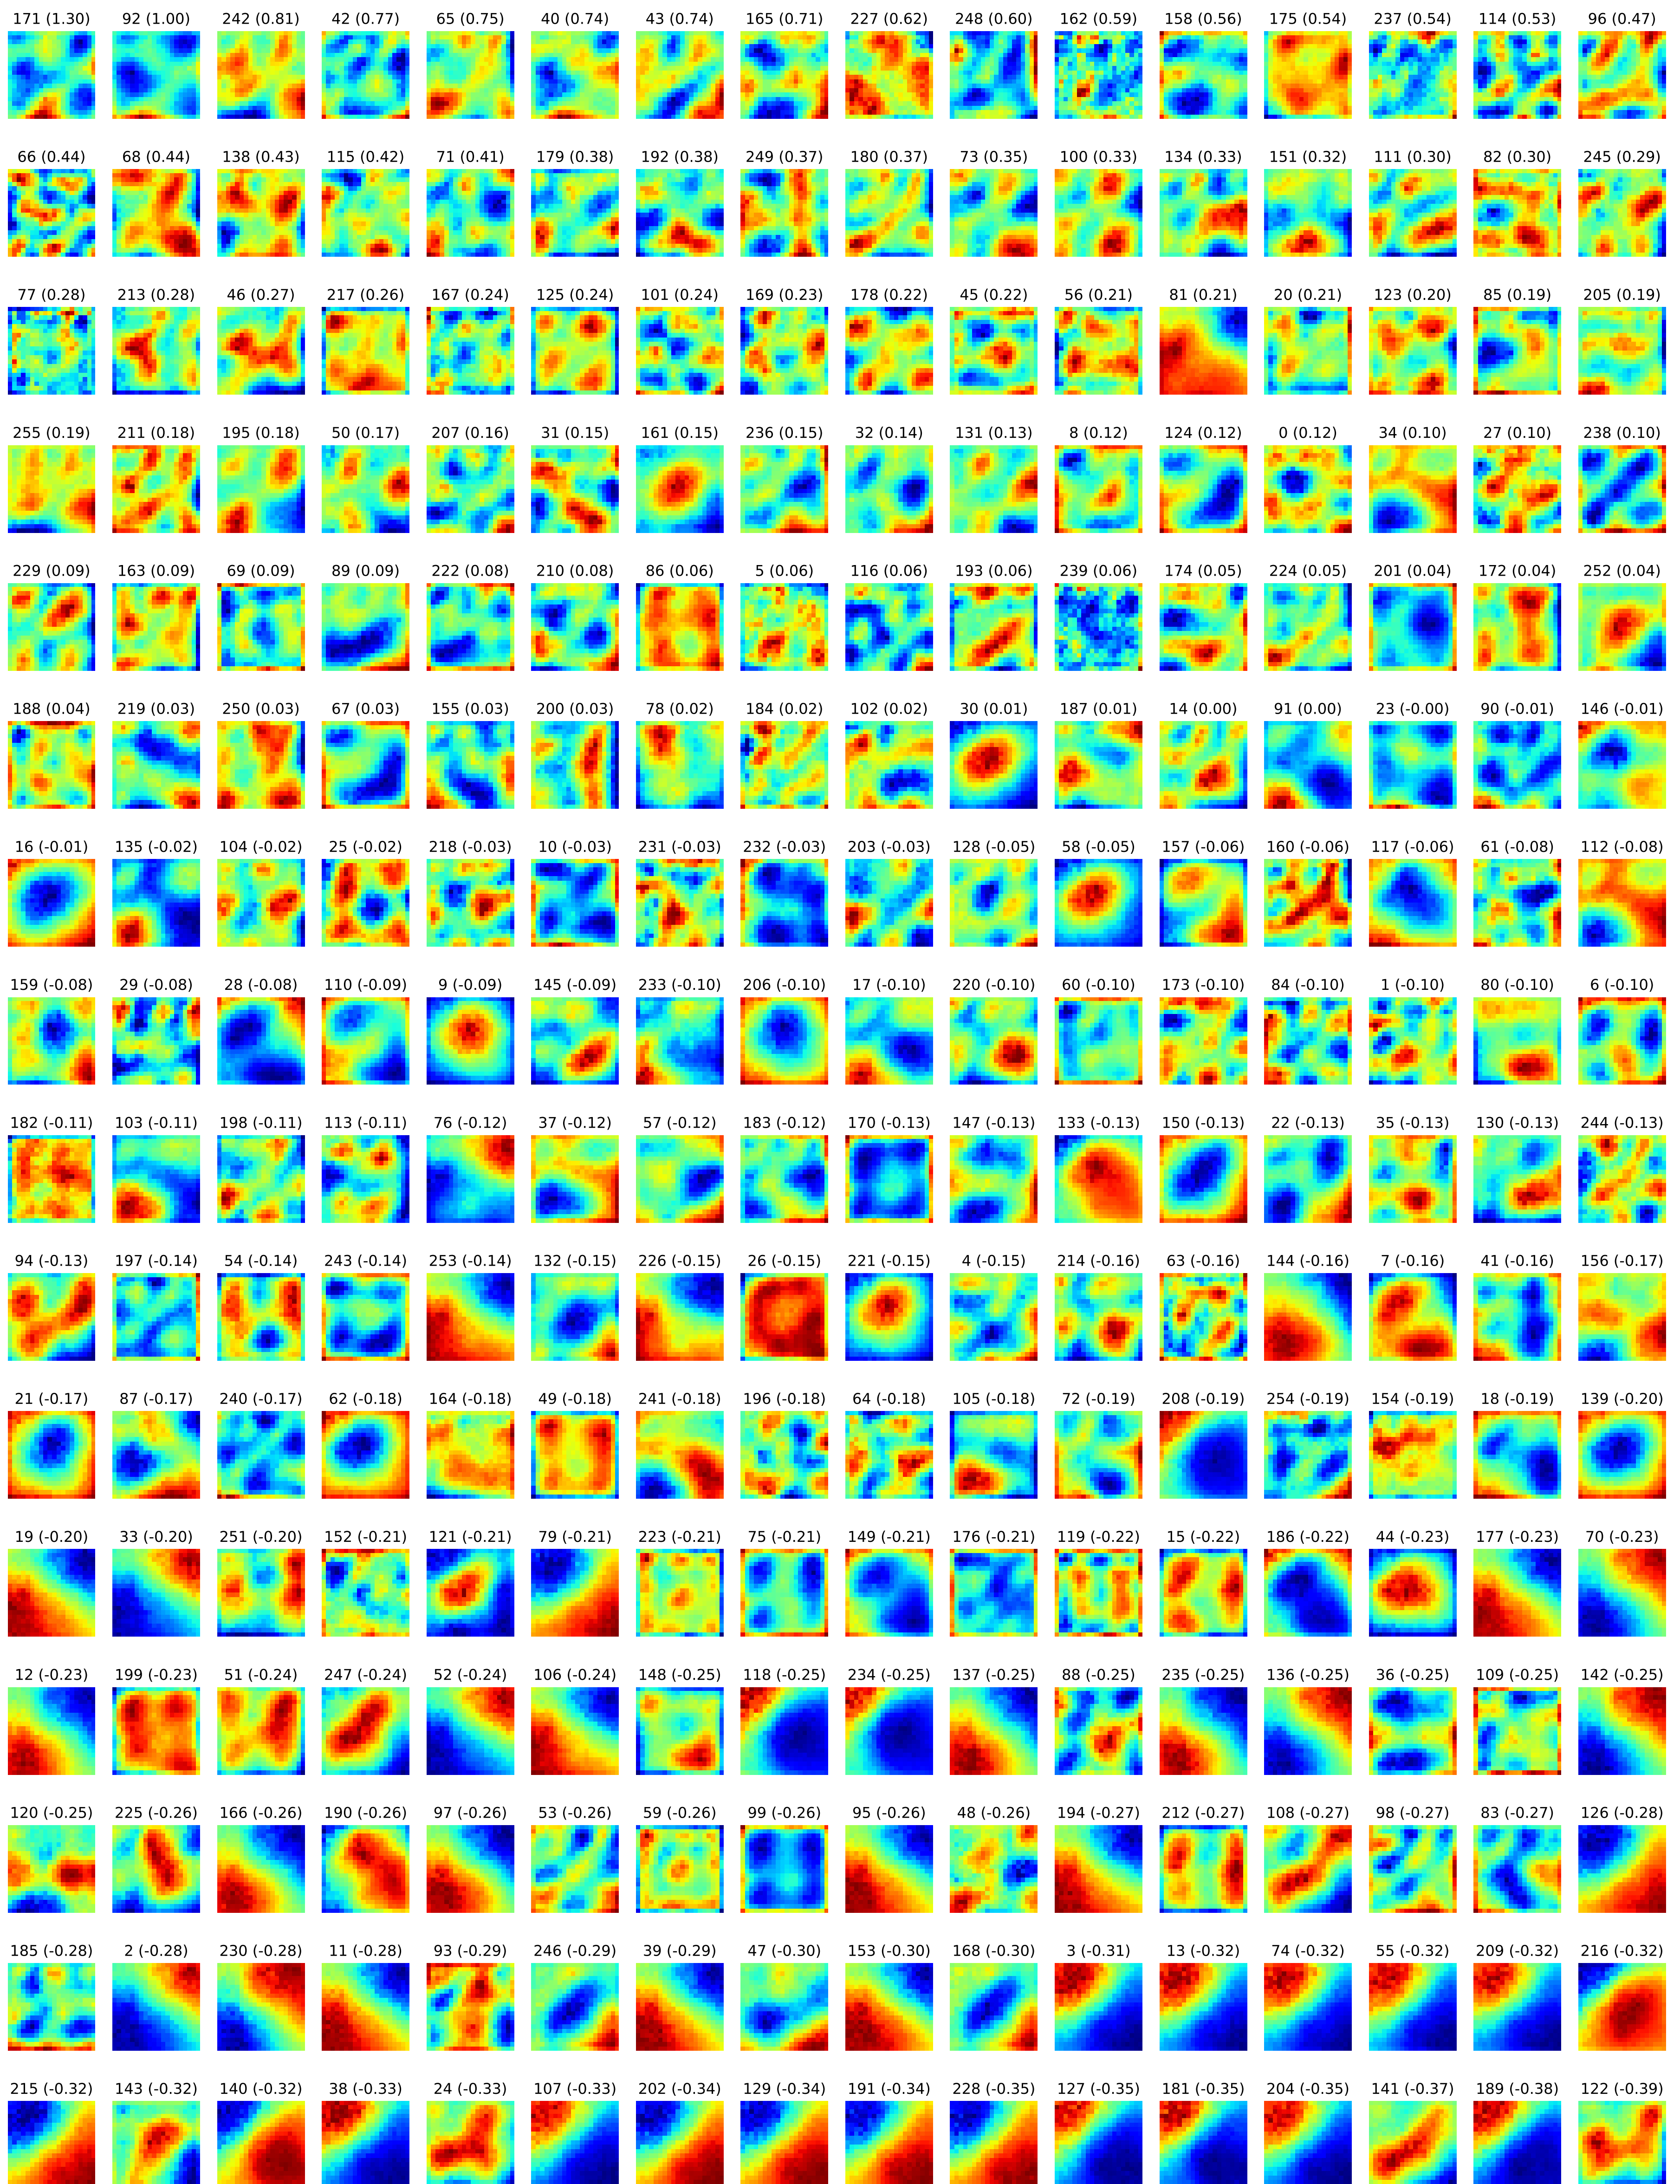 171 (1.30) 92 (1.00) 242 (0.81) 42 (0.77) 65 (0.75) 40 (0.74) 43 (0.74) 165 (0.71) 227 (0.62) 248 (0.60) 162 (0.59) 158 (0.56) 175 (0.54) 237 (0.54) 114 (0.53) 96 (0.47)
66 (0.44) 68 (0.44) 138 (0.43) 115 (0.42) 71 (0.41) 179 (0.38) 192 (0.38) 249 (0.37) 180 (0.37) 73 (0.35) 100 (0.33) 134 (0.33) 151 (0.32) 111 (0.30) 82 (0.30) 245 (0.29)
77 (0.28) 213 (0.28) 46 (0.27) 217 (0.26) 167 (0.24) 125 (0.24) 101 (0.24) 169 (0.23) 178 (0.22) 45 (0.22) 56 (0.21) 81 (0.21) 20 (0.21) 123 (0.20) 85 (0.19) 205 (0.19)
255 (0.19) 211 (0.18) 195 (0.18) 50 (0.17) 207 (0.16) 31 (0.15) 161 (0.15) 236 (0.15) 32 (0.14) 131 (0.13) 8 (0.12) 124 (0.12) 0 (0.12) 34 (0.10) 27 (0.10) 238 (0.10)
229 (0.09) 163 (0.09) 69 (0.09) 89 (0.09) 222 (0.08) 210 (0.08) 86 (0.06) 5 (0.06) 116 (0.06) 193 (0.06) 239 (0.06) 174 (0.05) 224 (0.05) 201 (0.04) 172 (0.04) 252 (0.04)
188 (0.04) 219 (0.03) 250 (0.03) 67 (0.03) 155 (0.03) 200 (0.03) 78 (0.02) 184 (0.02) 102 (0.02) 30 (0.01) 187 (0.01) 14 (0.00) 91 (0.00) 23 (-0.00) 90 (-0.01) 146 (-0.01)
16 (-0.01) 135 (-0.02) 104 (-0.02) 25 (-0.02) 218 (-0.03) 10 (-0.03) 231 (-0.03) 232 (-0.03) 203 (-0.03) 128 (-0.05) 58 (-0.05) 157 (-0.06) 160 (-0.06) 117 (-0.06) 61 (-0.08) 112 (-0.08)
159 (-0.08) 29 (-0.08) 28 (-0.08) 110 (-0.09) 9 (-0.09) 145 (-0.09) 233 (-0.10) 206 (-0.10) 17 (-0.10) 220 (-0.10) 60 (-0.10) 173 (-0.10) 84 (-0.10) 1 (-0.10) 80 (-0.10) 6 (-0.10)
182 (-0.11) 103 (-0.11) 198 (-0.11) 113 (-0.11) 76 (-0.12) 37 (-0.12) 57 (-0.12) 183 (-0.12) 170 (-0.13) 147 (-0.13) 133 (-0.13) 150 (-0.13) 22 (-0.13) 35 (-0.13) 130 (-0.13) 244 (-0.13)
94 (-0.13) 197 (-0.14) 54 (-0.14) 243 (-0.14) 253 (-0.14) 132 (-0.15) 226 (-0.15) 26 (-0.15) 221 (-0.15) 4 (-0.15) 214 (-0.16) 63 (-0.16) 144 (-0.16) 7 (-0.16) 41 (-0.16) 156 (-0.17)
21 (-0.17) 87 (-0.17) 240 (-0.17) 62 (-0.18) 164 (-0.18) 49 (-0.18) 241 (-0.18) 196 (-0.18) 64 (-0.18) 105 (-0.18) 72 (-0.19) 208 (-0.19) 254 (-0.19) 154 (-0.19) 18 (-0.19) 139 (-0.20)
19 (-0.20) 33 (-0.20) 251 (-0.20) 152 (-0.21) 121 (-0.21) 79 (-0.21) 223 (-0.21) 75 (-0.21) 149 (-0.21) 176 (-0.21) 119 (-0.22) 15 (-0.22) 186 (-0.22) 44 (-0.23) 177 (-0.23) 70 (-0.23)
12 (-0.23) 199 (-0.23) 51 (-0.24) 247 (-0.24) 52 (-0.24) 106 (-0.24) 148 (-0.25) 118 (-0.25) 234 (-0.25) 137 (-0.25) 88 (-0.25) 235 (-0.25) 136 (-0.25) 36 (-0.25) 109 (-0.25) 142 (-0.25)
120 (-0.25) 225 (-0.26) 166 (-0.26) 190 (-0.26) 97 (-0.26) 53 (-0.26) 59 (-0.26) 99 (-0.26) 95 (-0.26) 48 (-0.26) 194 (-0.27) 212 (-0.27) 108 (-0.27) 98 (-0.27) 83 (-0.27) 126 (-0.28)
185 (-0.28) 2 (-0.28) 230 (-0.28) 11 (-0.28) 93 (-0.29) 246 (-0.29) 39 (-0.29) 47 (-0.30) 153 (-0.30) 168 (-0.30) 3 (-0.31) 13 (-0.32) 74 (-0.32) 55 (-0.32) 209 (-0.32) 216 (-0.32)
215 (-0.32) 143 (-0.32) 140 (-0.32) 38 (-0.33) 24 (-0.33) 107 (-0.33) 202 (-0.34) 129 (-0.34) 191 (-0.34) 228 (-0.35) 127 (-0.35) 181 (-0.35) 204 (-0.35) 141 (-0.37) 189 (-0.38) 122 (-0.39)